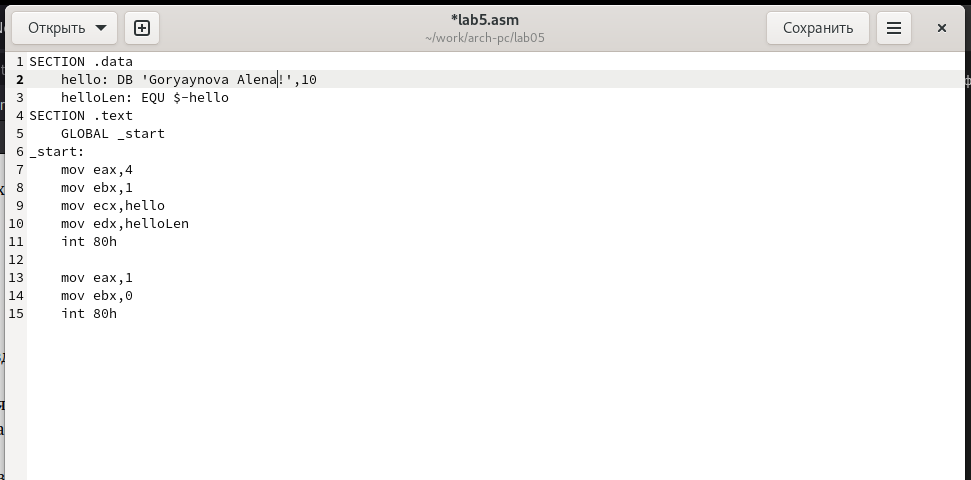 Открыть
*lab5.asm
~/work/arch-pc/lab05
Сохранить
1 SECTION .data
2 hello: DB 'Goryaynova Alena!',10
3 helloLen: EQU $-hello
4 SECTION .text
5 GLOBAL _start
6 _start:
7 mov eax,4
8 mov ebx,1
9 mov ecx,hello
10 mov edx,helloLen
11 int 80h
12
13 mov eax,1
14 mov ebx,0
15 int 80h